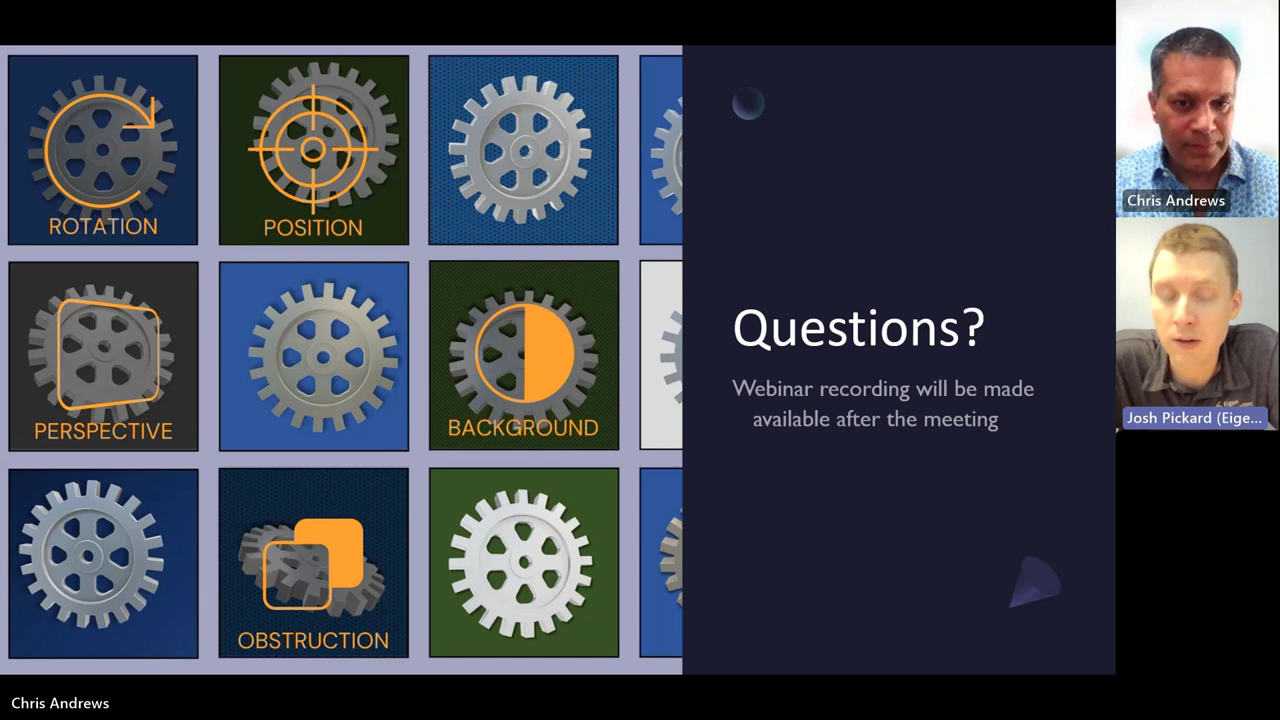 ROTATION
POSITION
PERSPECTIVE
BACKGROUND
OBSTRUCTION
Questions?
Webinar recording will be made
available after the meeting
Chris Andrews
Josh Pickard (Eige...
Chris Andrews